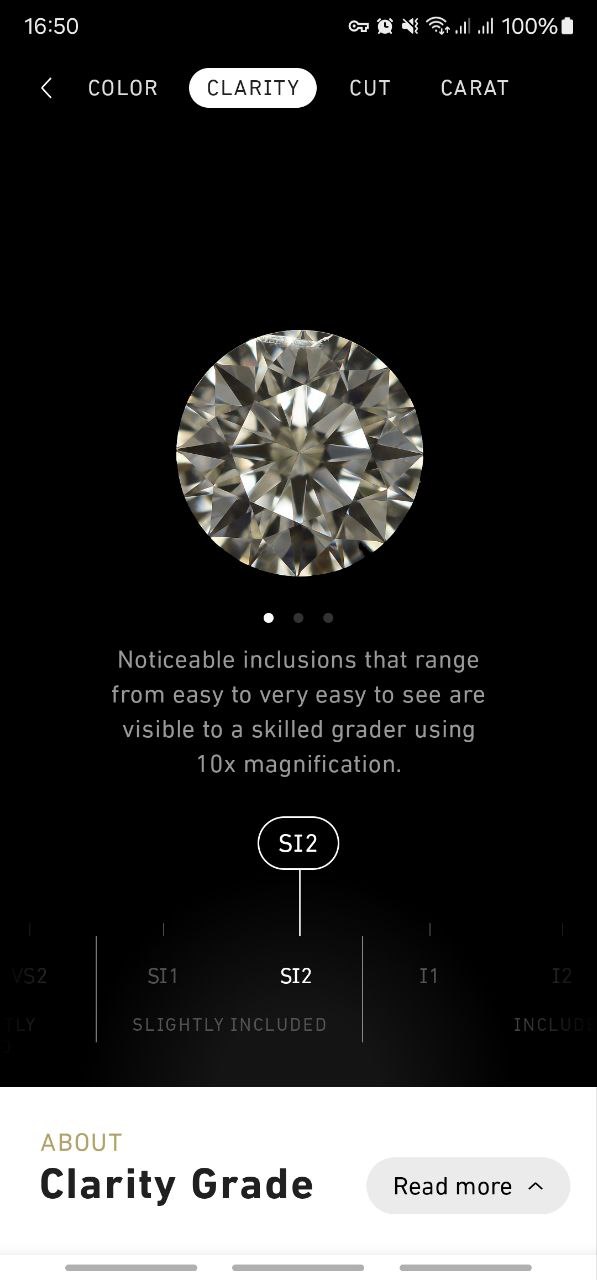 16:50 100%
COLOR CLARITY CUT CARAT
Noticeable inclusions that range
from easy to very easy to see are
visible to a skilled grader using
10x magnification.
SI2
VS2 SI1 SI2 I1 I2
SLIGHTLY INCLUDED
ABOUT
Clarity Grade
Read more